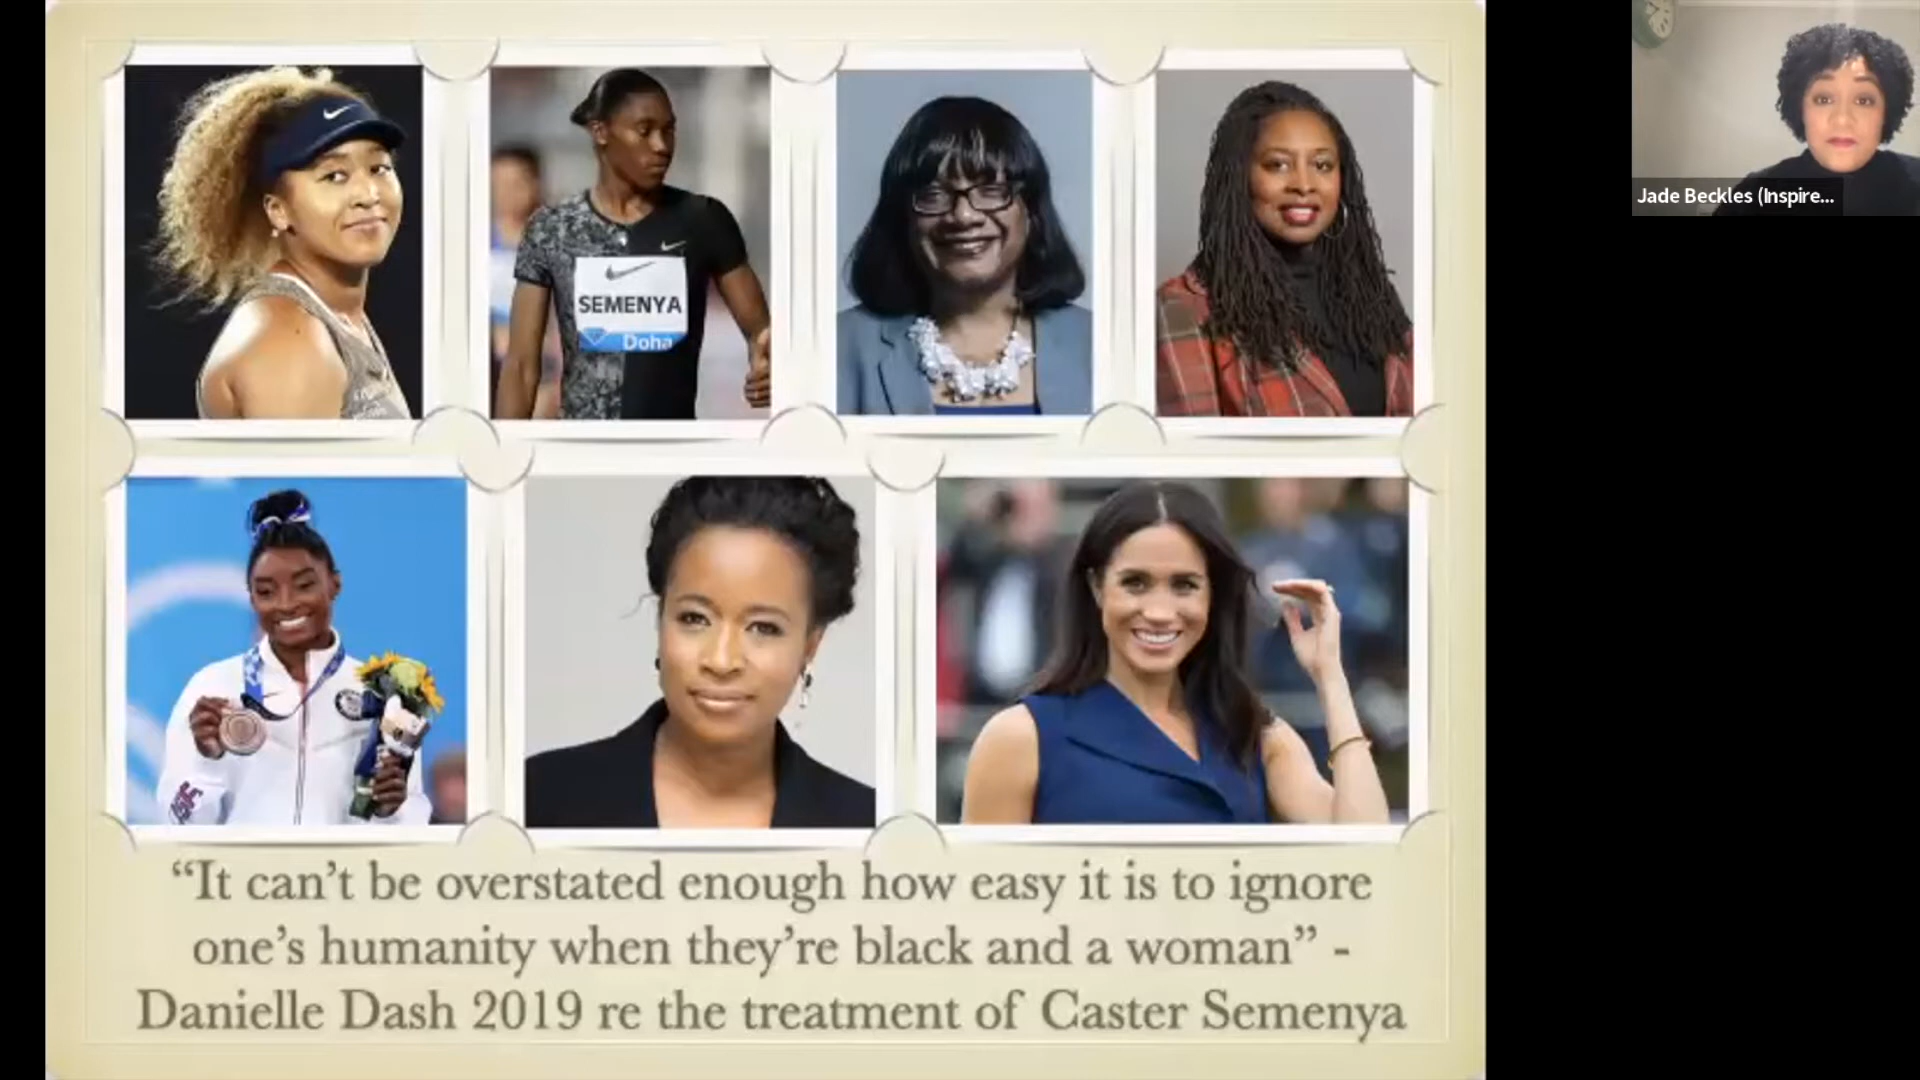 Jade Beckles (Inspire...
SEMENYA
Doha
“It can’t be overstated enough how easy it is to ignore
one’s humanity when they’re black and a woman” -
Danielle Dash 2019 re the treatment of Caster Semenya